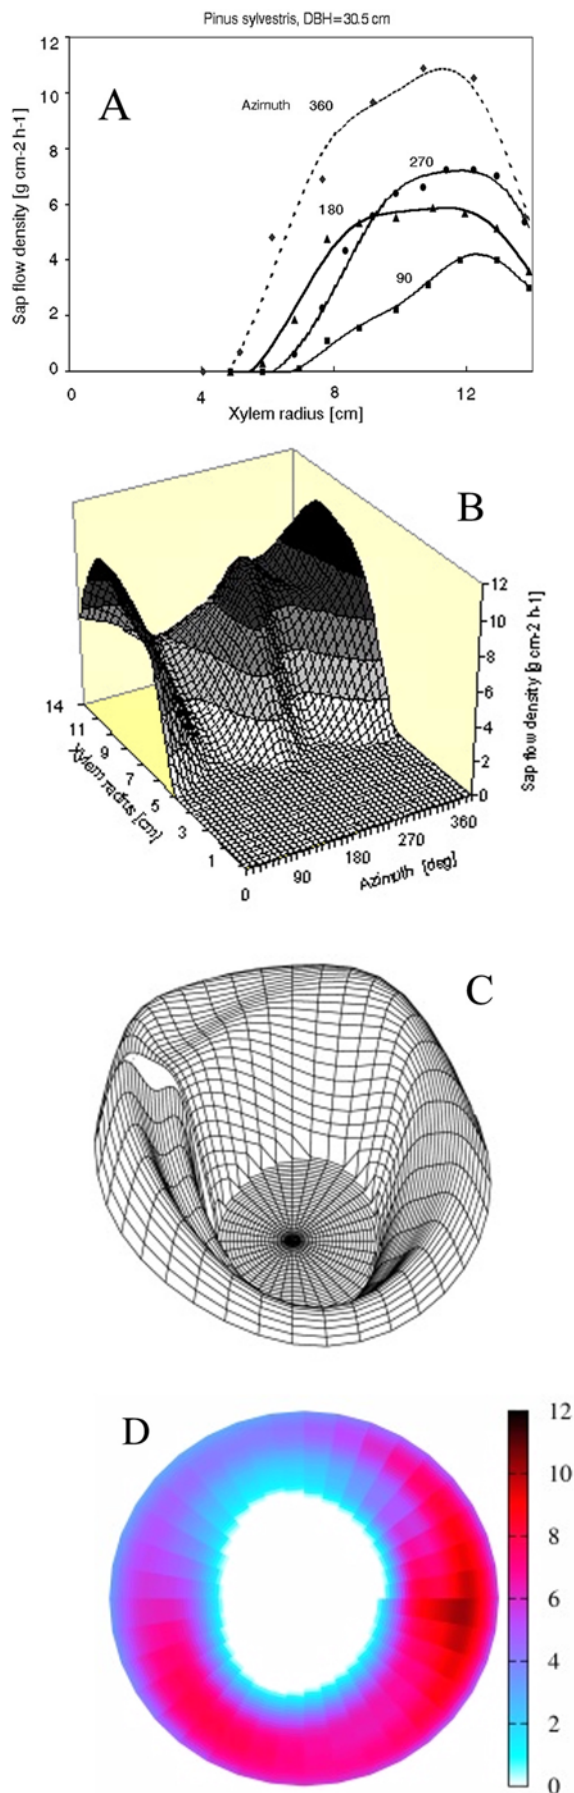 Pinus sylvestris, DBH=30.5 cm
A
Azimuth 360
270
180
90
12
10
8
6
4
2
0
Sap flow density [g cm-2 h-1]
0 4 8 12
Xylem radius [cm]
B
12
10
8
6
4
2
0
Sap flow density [g cm-2 h-1]
14
11
9
7
5
3
1
Xylem radius [cm]
0 90 180 270 360
Azimuth [deg]
C
D
12
10
8
6
4
2
0